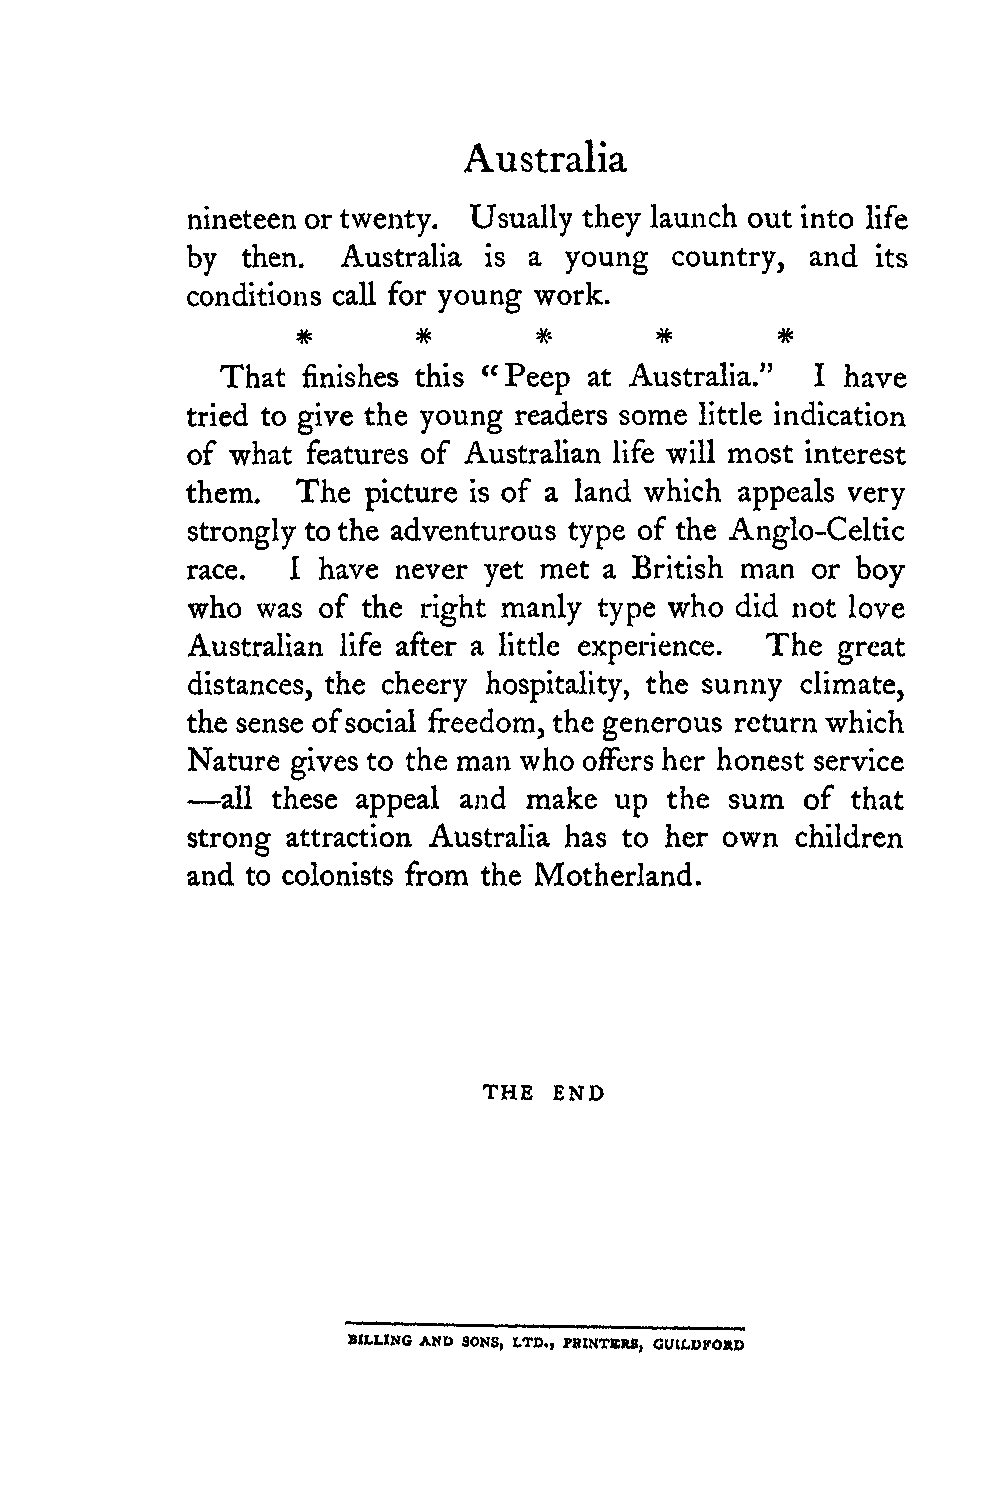 Australia
nineteen or twenty. Usually they launch out into life
by then. Australia is a young country, and its
conditions call for young work.
* * * * *
That finishes this “Peep at Australia.” I have
tried to give the young readers some little indication
of what features of Australian life will most interest
them. The picture is of a land which appeals very
strongly to the adventurous type of the Anglo-Celtic
race. I have never yet met a British man or boy
who was of the right manly type who did not love
Australian life after a little experience. The great
distances, the cheery hospitality, the sunny climate,
the sense of social freedom, the generous return which
Nature gives to the man who offers her honest service
—all these appeal and make up the sum of that
strong attraction Australia has to her own children
and to colonists from the Motherland.
THE END
BILLING AND SONS, LTD., PRINTERS, GUILDFORD